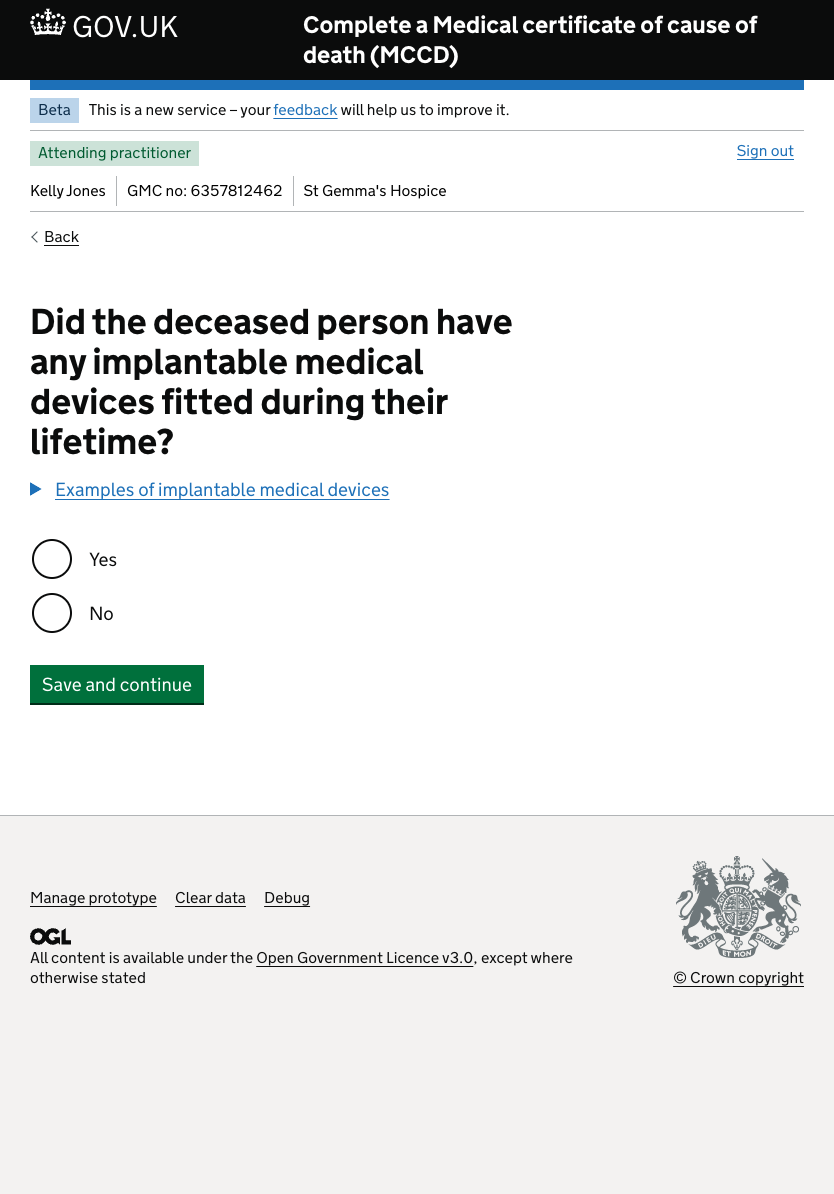 GOV.UK
Complete a Medical certificate of cause of
death (MCCD)
Beta This is a new service – your feedback will help us to improve it.
Attending practitioner
Sign out
Kelly Jones GMC no: 6357812462 St Gemma's Hospice
Back
Did the deceased person have
any implantable medical
devices fitted during their
lifetime?
Examples of implantable medical devices
Yes
No
Save and continue
Manage prototype Clear data Debug
OGL
All content is available under the Open Government Licence v3.0, except where
otherwise stated
DIEU ET MON DROIT
© Crown copyright